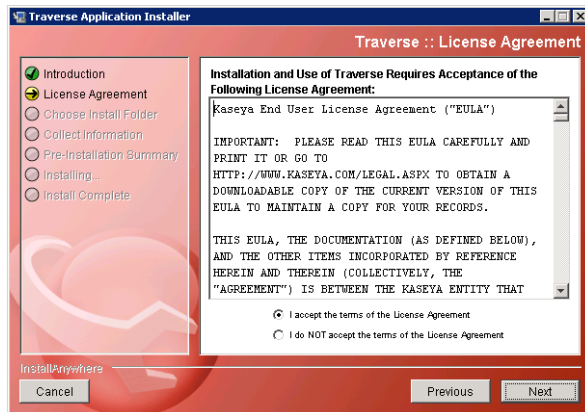 Traverse Application Installer
Traverse :: License Agreement
Introduction
License Agreement
Choose Install Folder
Collect Information
Pre-Installation Summary
Installing...
Install Complete
Installation and Use of Traverse Requires Acceptance of the
Following License Agreement:
Kaseya End User License Agreement ("EULA")
IMPORTANT:  PLEASE READ THIS EULA CAREFULLY AND
PRINT IT OR GO TO
HTTP://WWW.KASEYA.COM/LEGAL.ASPX TO OBTAIN A
DOWNLOADABLE COPY OF THE CURRENT VERSION OF THIS
EULA TO MAINTAIN A COPY FOR YOUR RECORDS.
THIS EULA, THE DOCUMENTATION (AS DEFINED BELOW),
AND THE OTHER ITEMS INCORPORATED BY REFERENCE
HEREIN AND THEREIN (COLLECTIVELY, THE
"AGREEMENT") IS BETWEEN THE KASEYA ENTITY THAT
I accept the terms of the License Agreement
I do NOT accept the terms of the License Agreement
InstallAnywhere
Cancel
Previous
Next